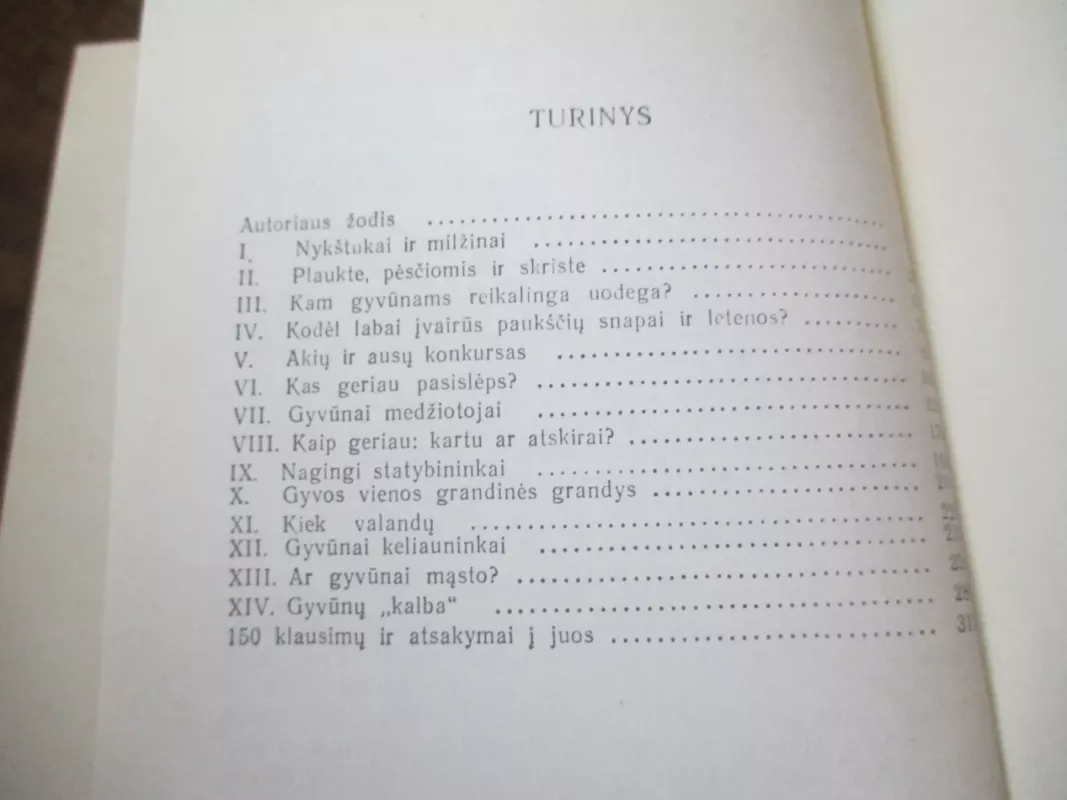 TURINYS
Autoriaus žodis ........................................
I. Nykštukai ir milžinai ........................................
II. Plaukte, pėsčiomis ir skriste ..............................
III. Kam gyvūnams reikalinga uodega? ....................
IV. Kodėl labai įvairūs paukščių snapai ir letenos? ..........
V. Akių ir ausų konkursas ..............................
VI. Kas geriau pasislėps? ..............................
VII. Gyvūnai medžiotojai ..............................
VIII. Kaip geriau: kartu ar atskirai? ..............................
IX. Nagingi statybininkai ..............................
X. Gyvos vienos grandinės grandys ....................
XI. Kiek valandų ........................................
XII. Gyvūnai keliauninkai ..............................
XIII. Ar gyvūnai mąsto? ..............................
XIV. Gyvūnų „kalba“ ..............................
150 klausimų ir atsakymai į juos ..............................